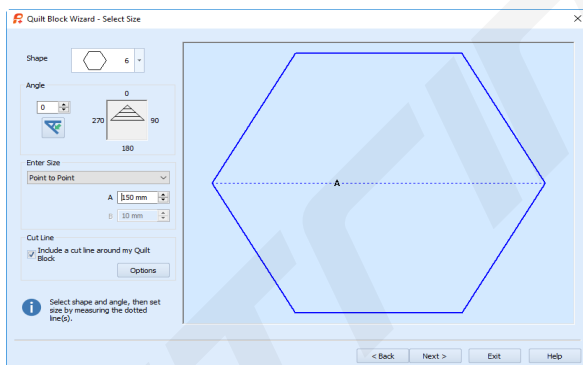 Quilt Block Wizard - Select Size
Shape
6
Angle
0
0
270
90
180
Enter Size
Point to Point
A 150 mm
B 10 mm
Cut Line
Include a cut line around my Quilt
Block
Options
Select shape and angle, then set
size by measuring the dotted
line(s).
A
< Back Next > Exit Help